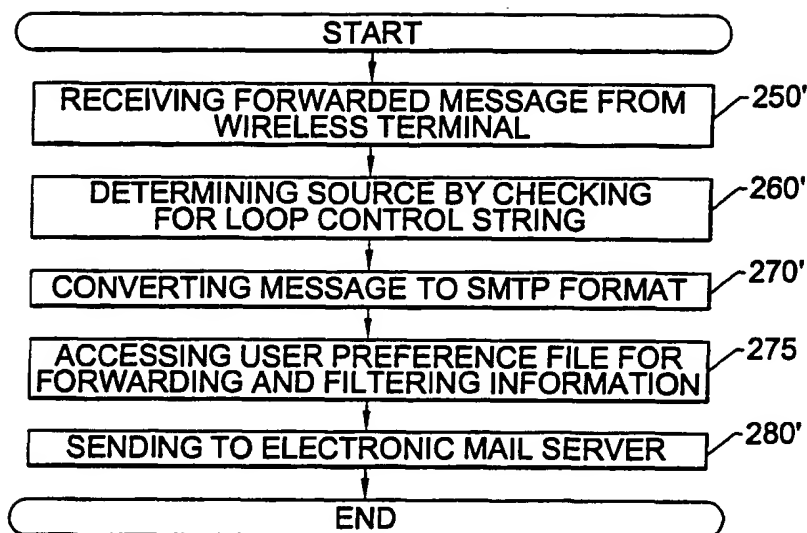 START
RECEIVING FORWARDED MESSAGE FROM
WIRELESS TERMINAL
250'
DETERMINING SOURCE BY CHECKING
FOR LOOP CONTROL STRING
260'
CONVERTING MESSAGE TO SMTP FORMAT
270'
ACCESSING USER PREFERENCE FILE FOR
FORWARDING AND FILTERING INFORMATION
275
SENDING TO ELECTRONIC MAIL SERVER
280'
END